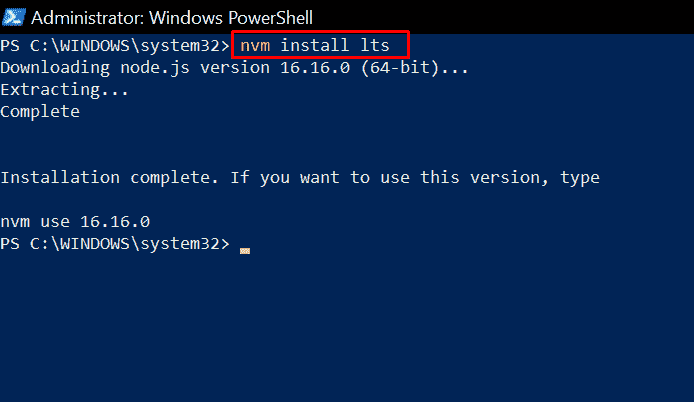 Administrator: Windows PowerShell
PS C:\WINDOWS\system32> nvm install lts
Downloading node.js version 16.16.0 (64-bit)...
Extracting...
Complete
Installation complete. If you want to use this version, type
nvm use 16.16.0
PS C:\WINDOWS\system32>